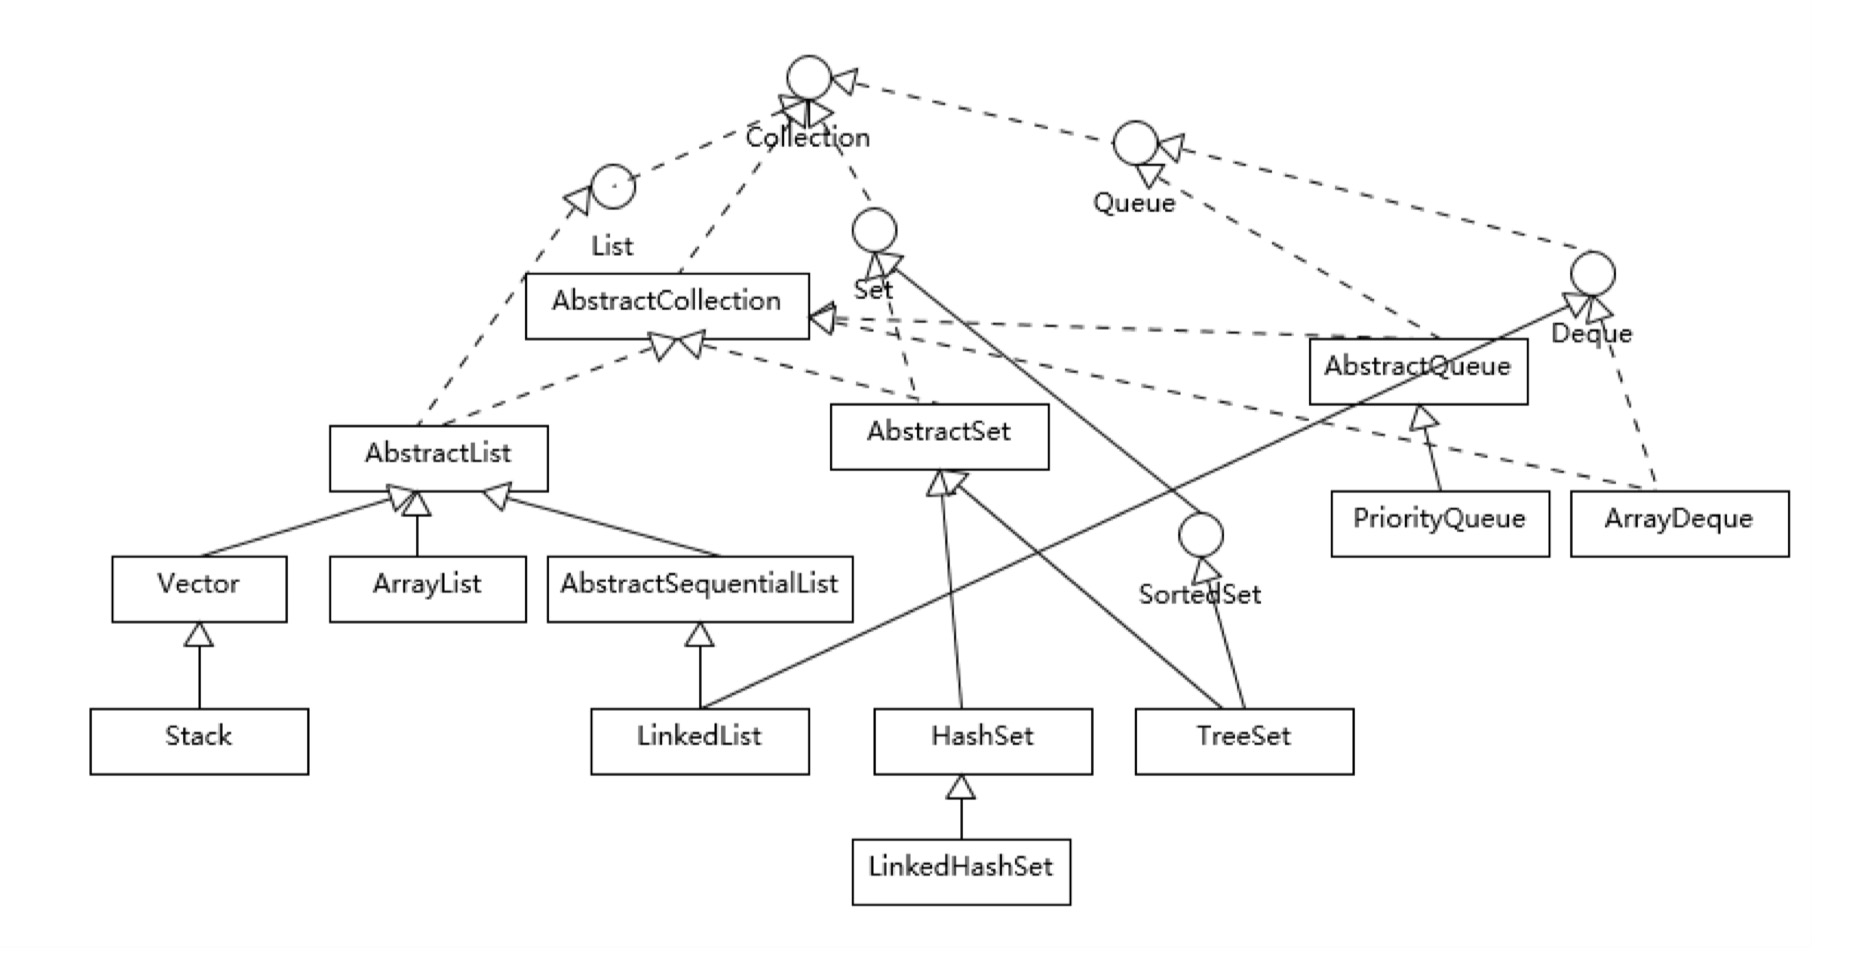 Collection
Queue
List
Set
AbstractCollection
Deque
AbstractQueue
AbstractSet
AbstractList
PriorityQueue
ArrayDeque
Vector
ArrayList
AbstractSequentialList
SortedSet
Stack
LinkedList
HashSet
TreeSet
LinkedHashSet